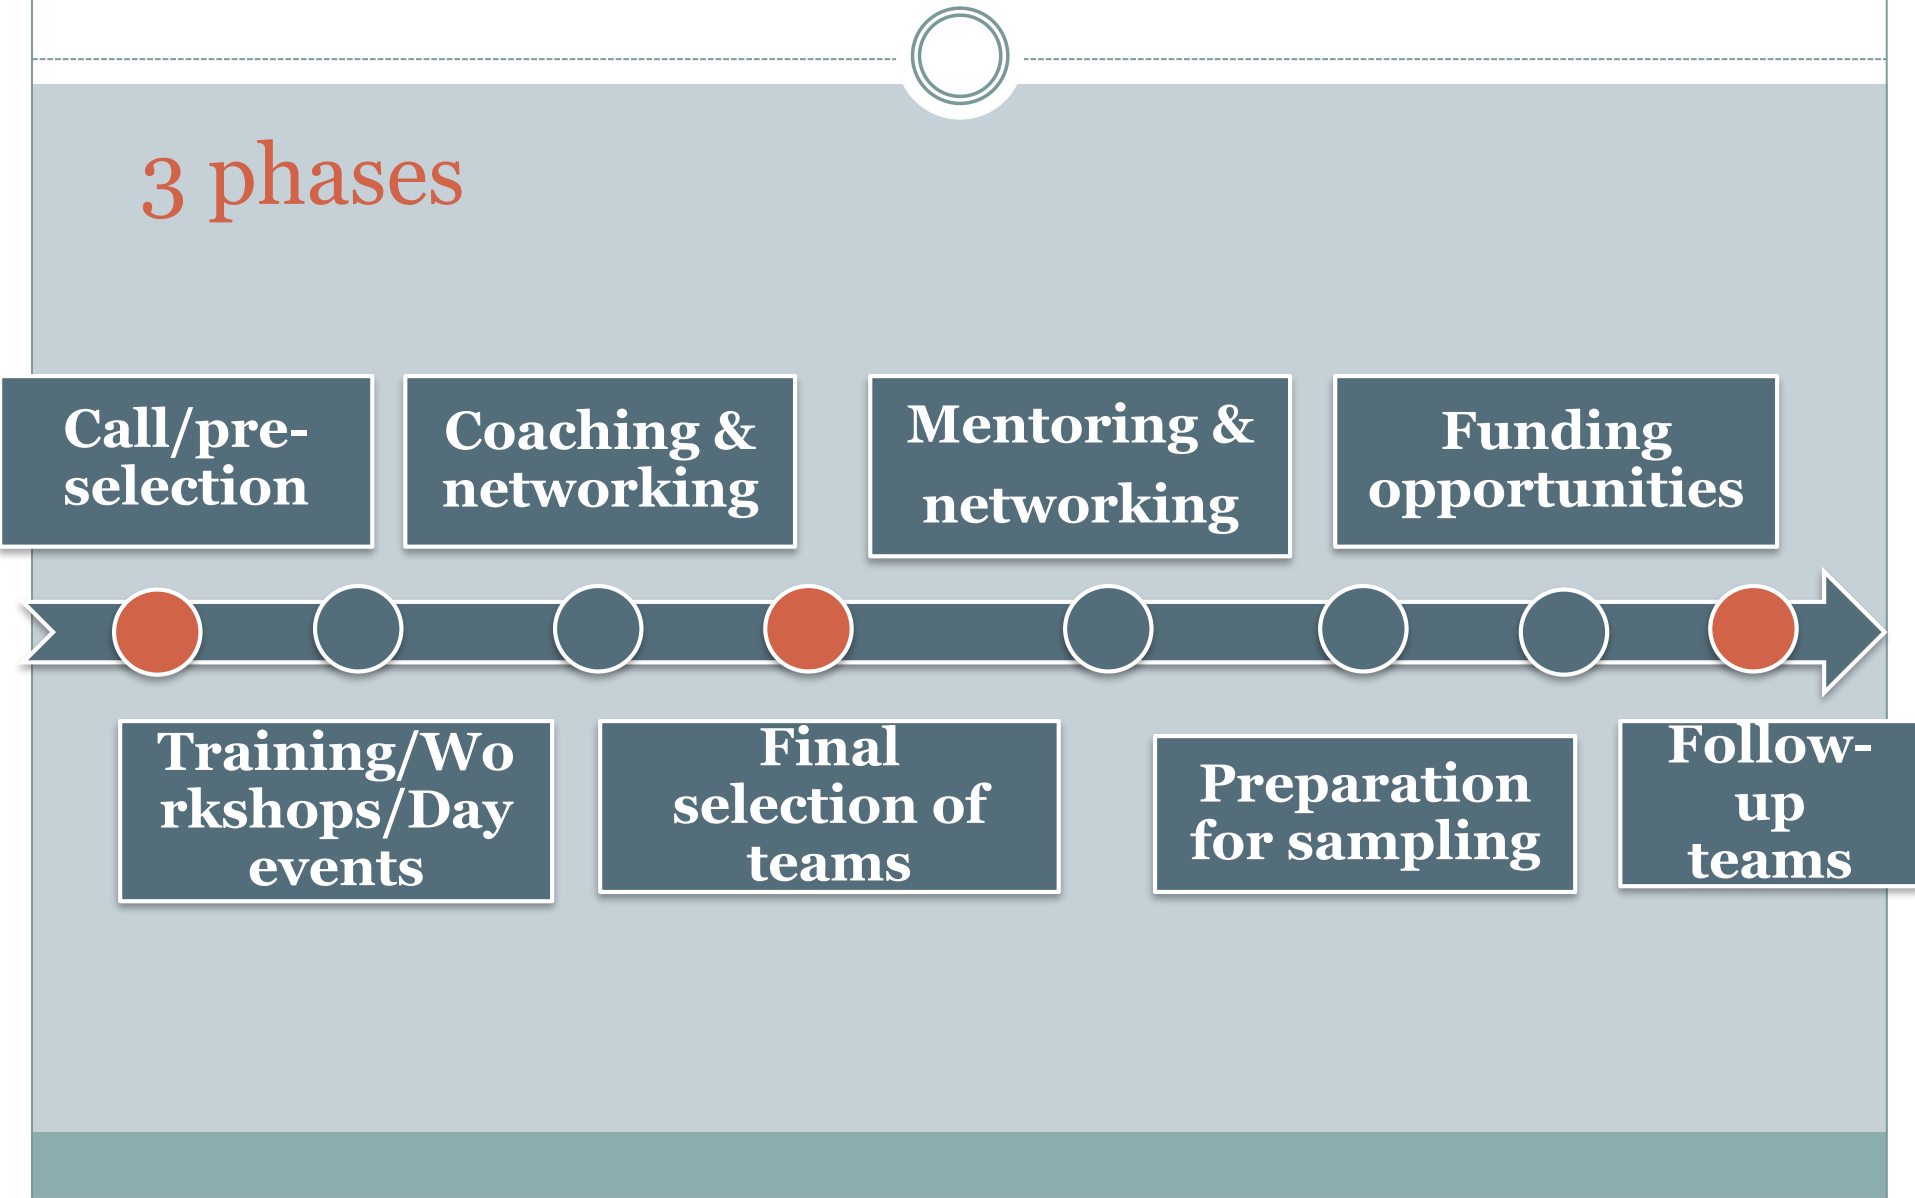 3 phases
Call/pre-
selection
Coaching &
networking
Mentoring &
networking
Funding
opportunities
Training/Wo
rkshops/Day
events
Final
selection of
teams
Preparation
for sampling
Follow-
up
teams